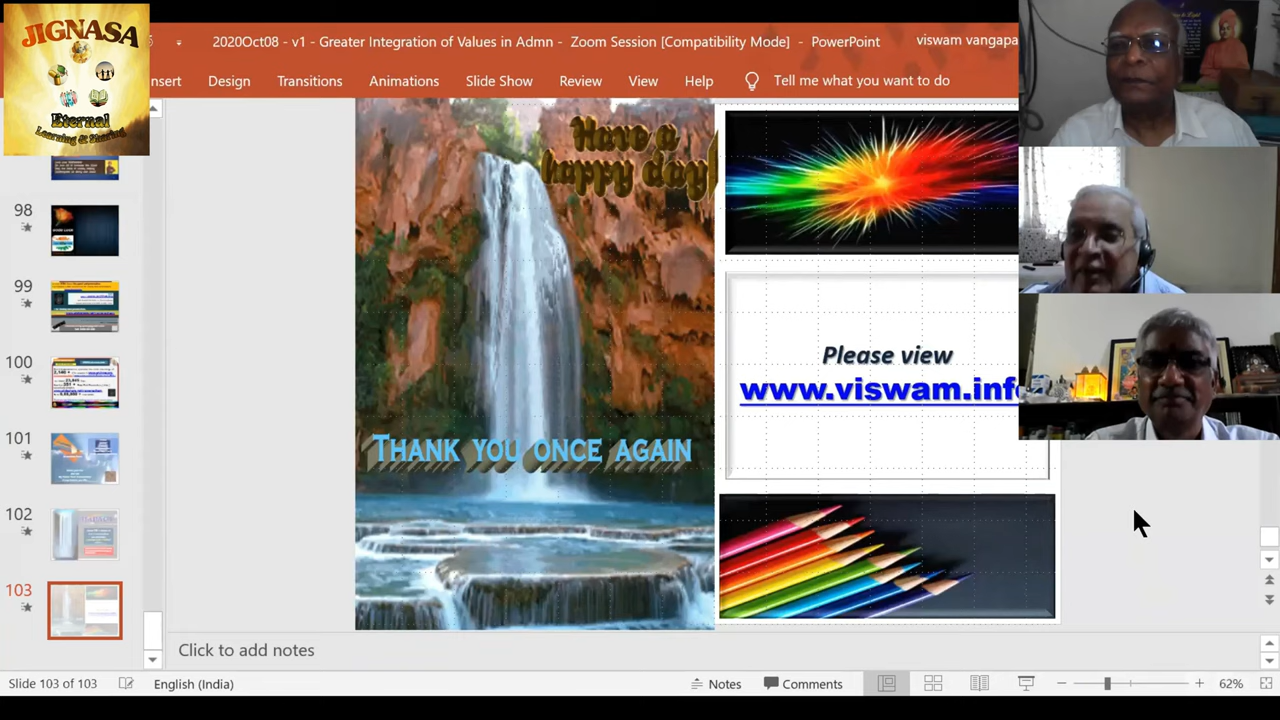 JIGNASA
Eternal
Learning & Sharing
2020Oct08 - v1 - Greater Integration of Values in Admn - Zoom Session [Compatibility Mode] - PowerPoint
viswam vangapa
nsert
Design
Transitions
Animations
Slide Show
Review
View
Help
Tell me what you want to do
98
99
100
101
102
103
Have a
happy day
Thank you once again
Please view
www.viswam.info
Click to add notes
Slide 103 of 103
English (India)
Notes
Comments
62%